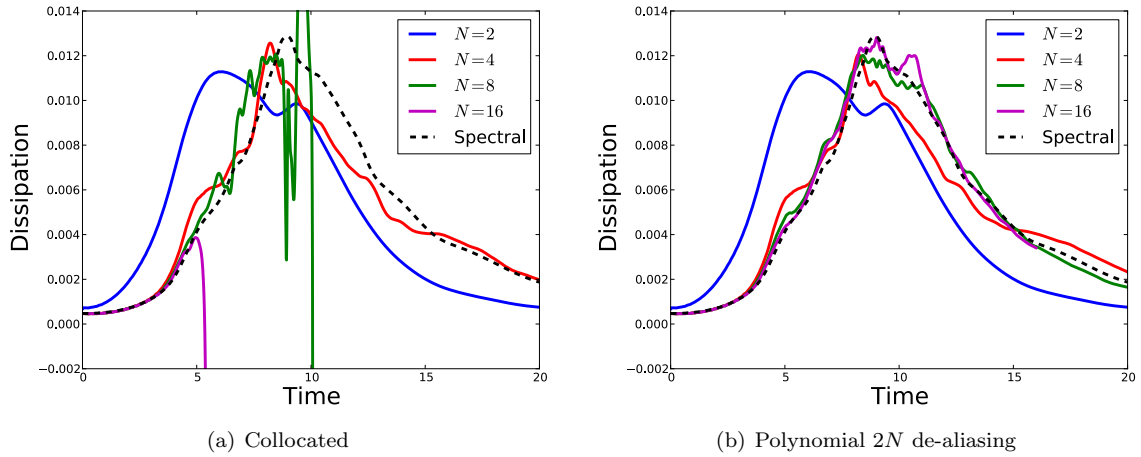 0.014
0.012
0.010
0.008
0.006
0.004
0.002
0.000
−0.002
Dissipation
0
5
10
15
20
Time
N=2
N=4
N=8
N=16
Spectral
(a) Collocated
0.014
0.012
0.010
0.008
0.006
0.004
0.002
0.000
−0.002
Dissipation
0
5
10
15
20
Time
N=2
N=4
N=8
N=16
Spectral
(b) Polynomial 2N de-aliasing